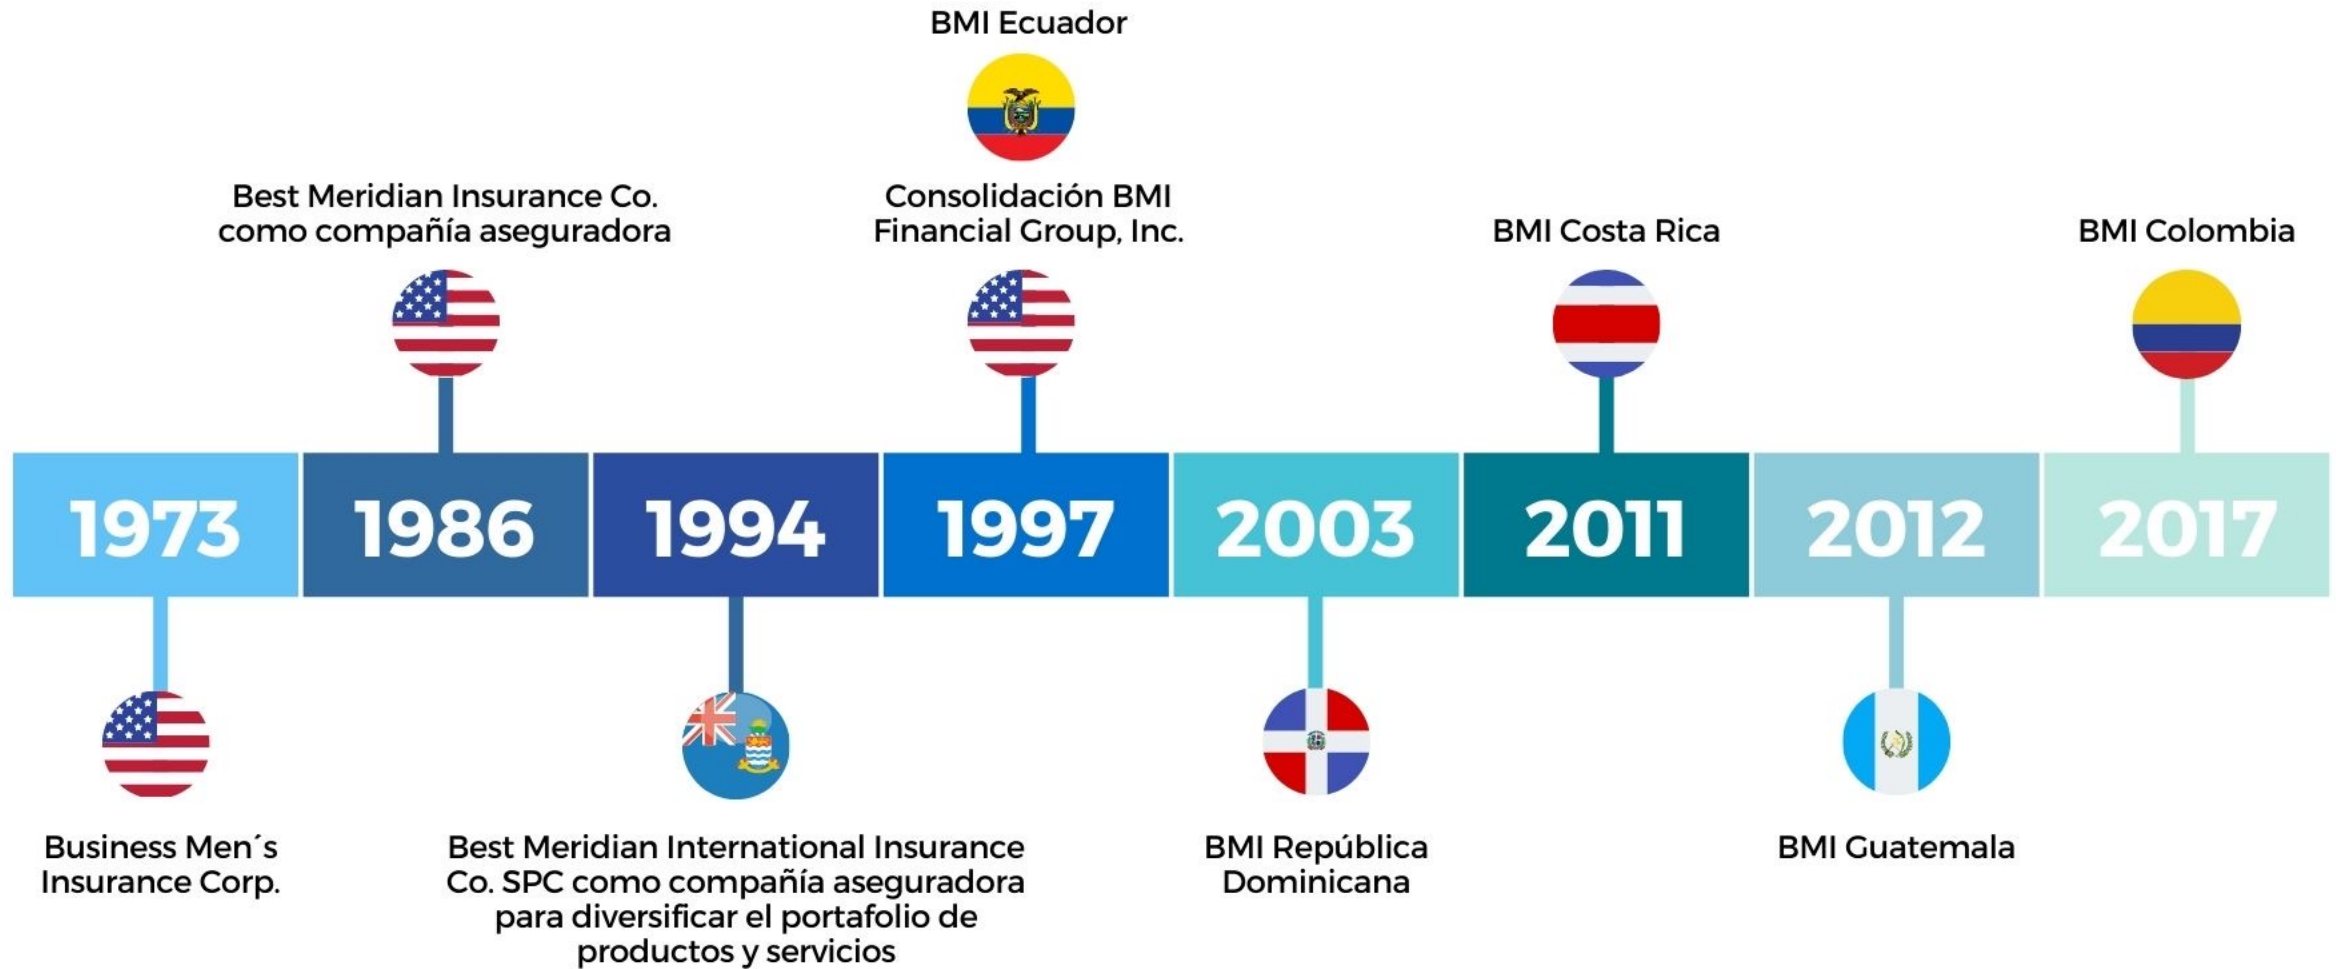 BMI Ecuador
Best Meridian Insurance Co.
como compañía aseguradora
Consolidación BMI
Financial Group, Inc.
BMI Costa Rica
BMI Colombia
1973
1986
1994
1997
2003
2011
2012
2017
Business Men´s
Insurance Corp.
Best Meridian International Insurance
Co. SPC como compañía aseguradora
para diversificar el portafolio de
productos y servicios
BMI República
Dominicana
BMI Guatemala